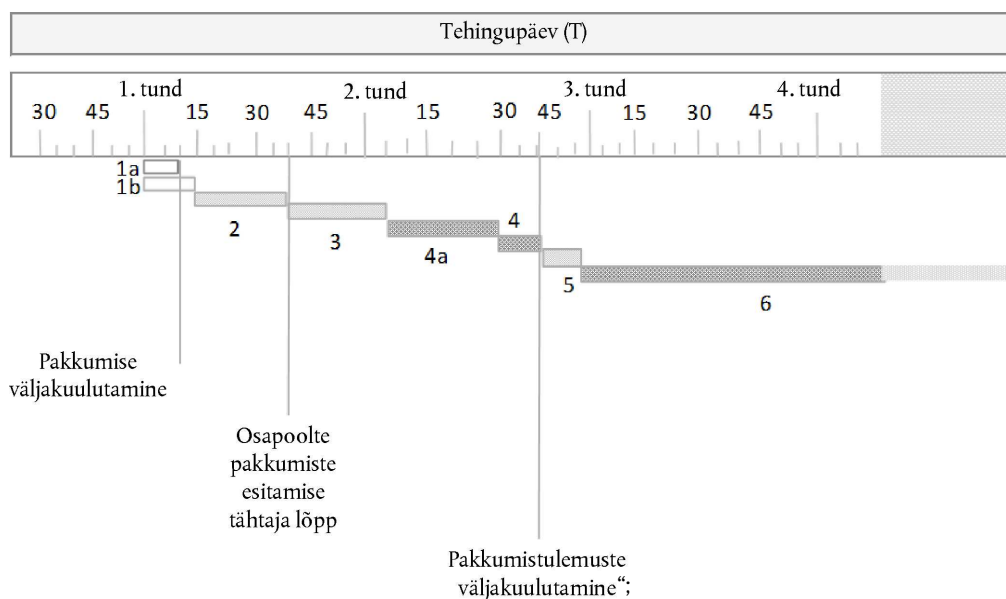 Tehingupäev (T)
1. tund 2. tund 3. tund 4. tund
30 45 15 30 45 15 30 45 15 30 45
1a
1b
2
3
4
4a
5
6
Pakkumise
väljakuulutamine
Osapoolte
pakkumiste
esitamise
tähtaja lõpp
Pakkumistulemuste
väljakuulutamine“;